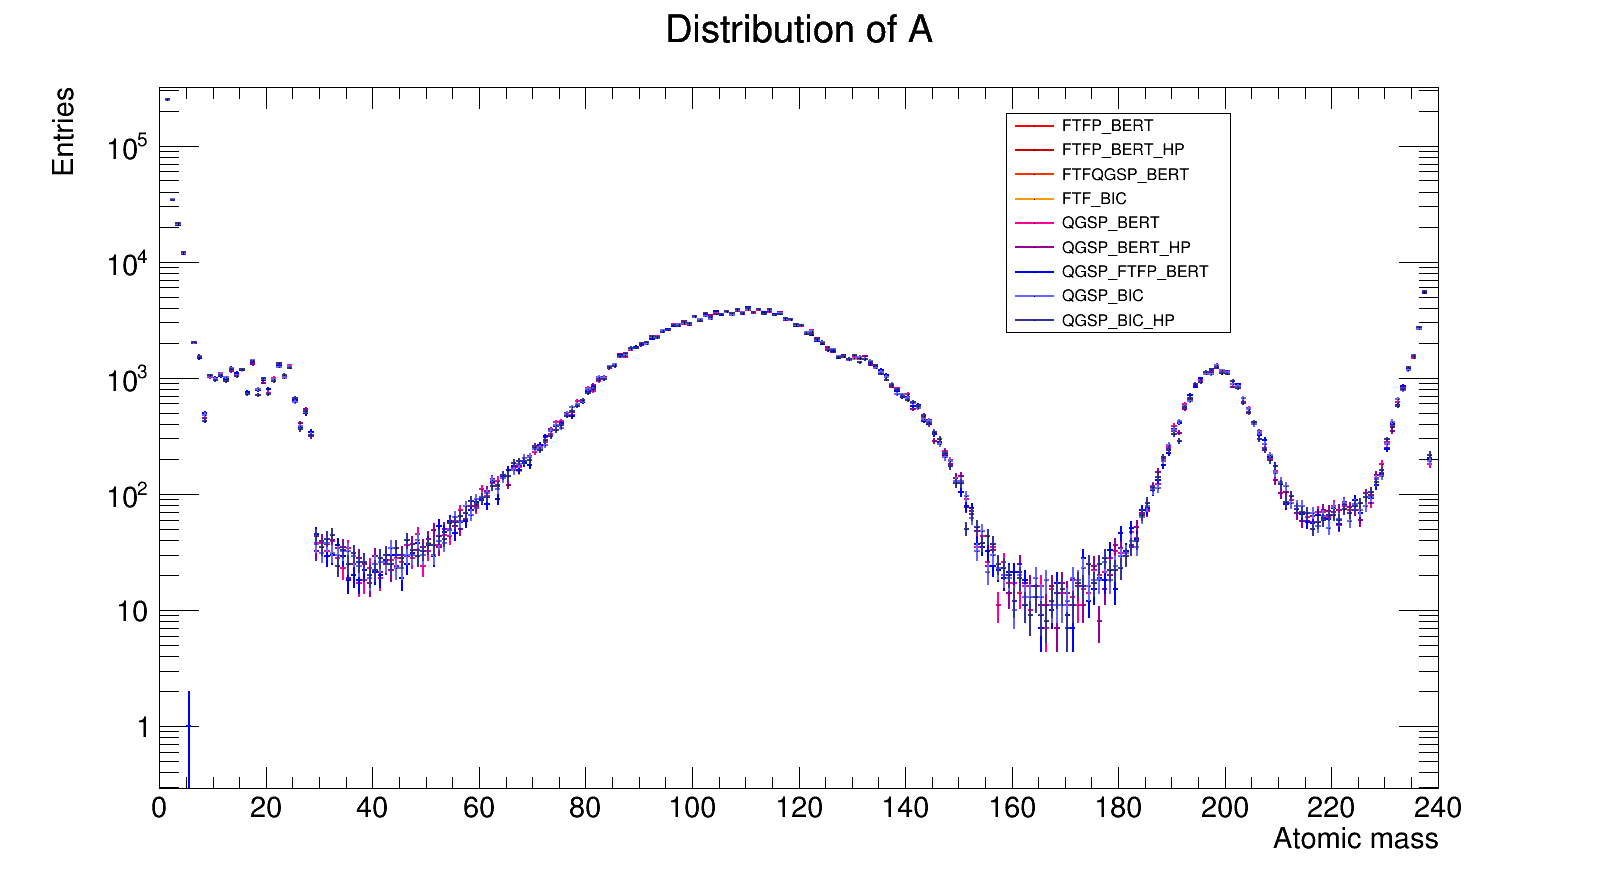 Distribution of A
Entries
10^5
10^4
10^3
10^2
10
1
FTFP_BERT
FTFP_BERT_HP
FTFQGSP_BERT
FTF_BIC
QGSP_BERT
QGSP_BERT_HP
QGSP_FTFP_BERT
QGSP_BIC
QGSP_BIC_HP
0 20 40 60 80 100 120 140 160 180 200 220 240
Atomic mass